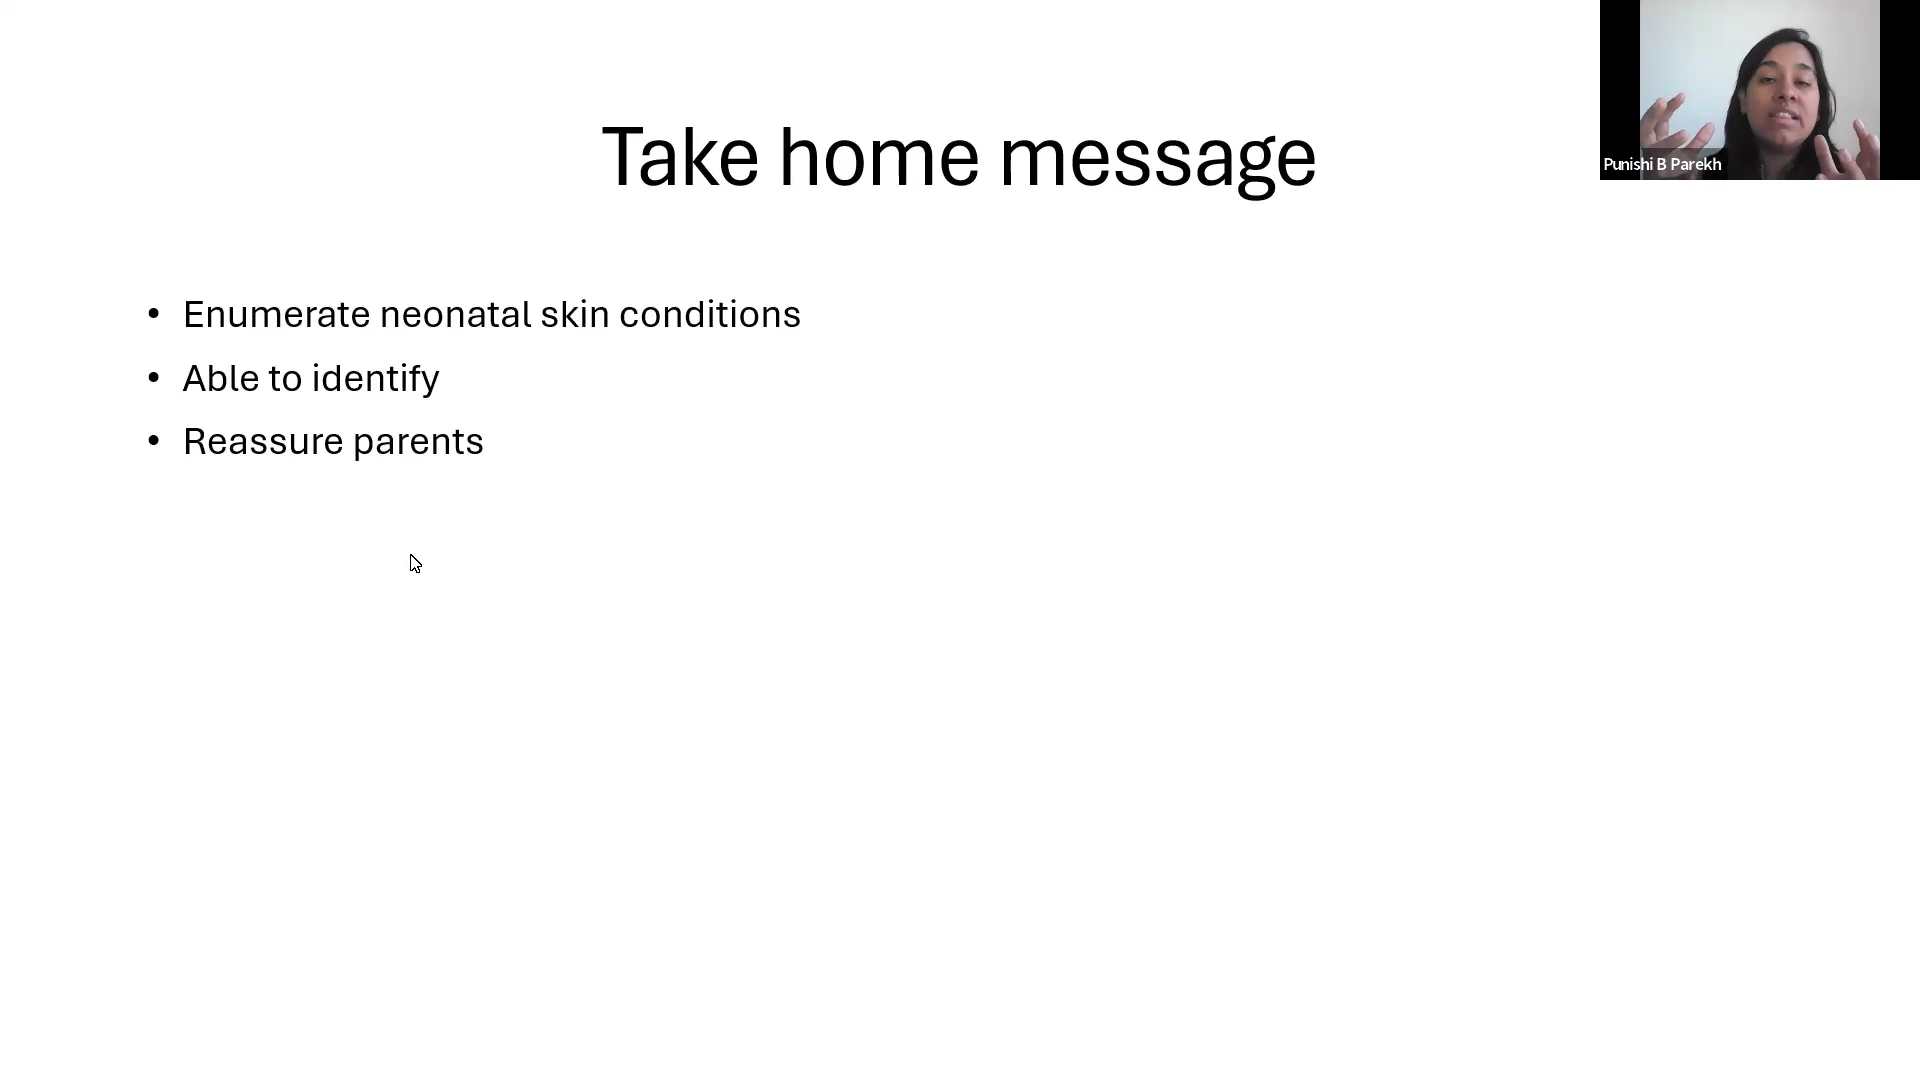 Take home message
Punishi B Parekh
• Enumerate neonatal skin conditions
• Able to identify
• Reassure parents